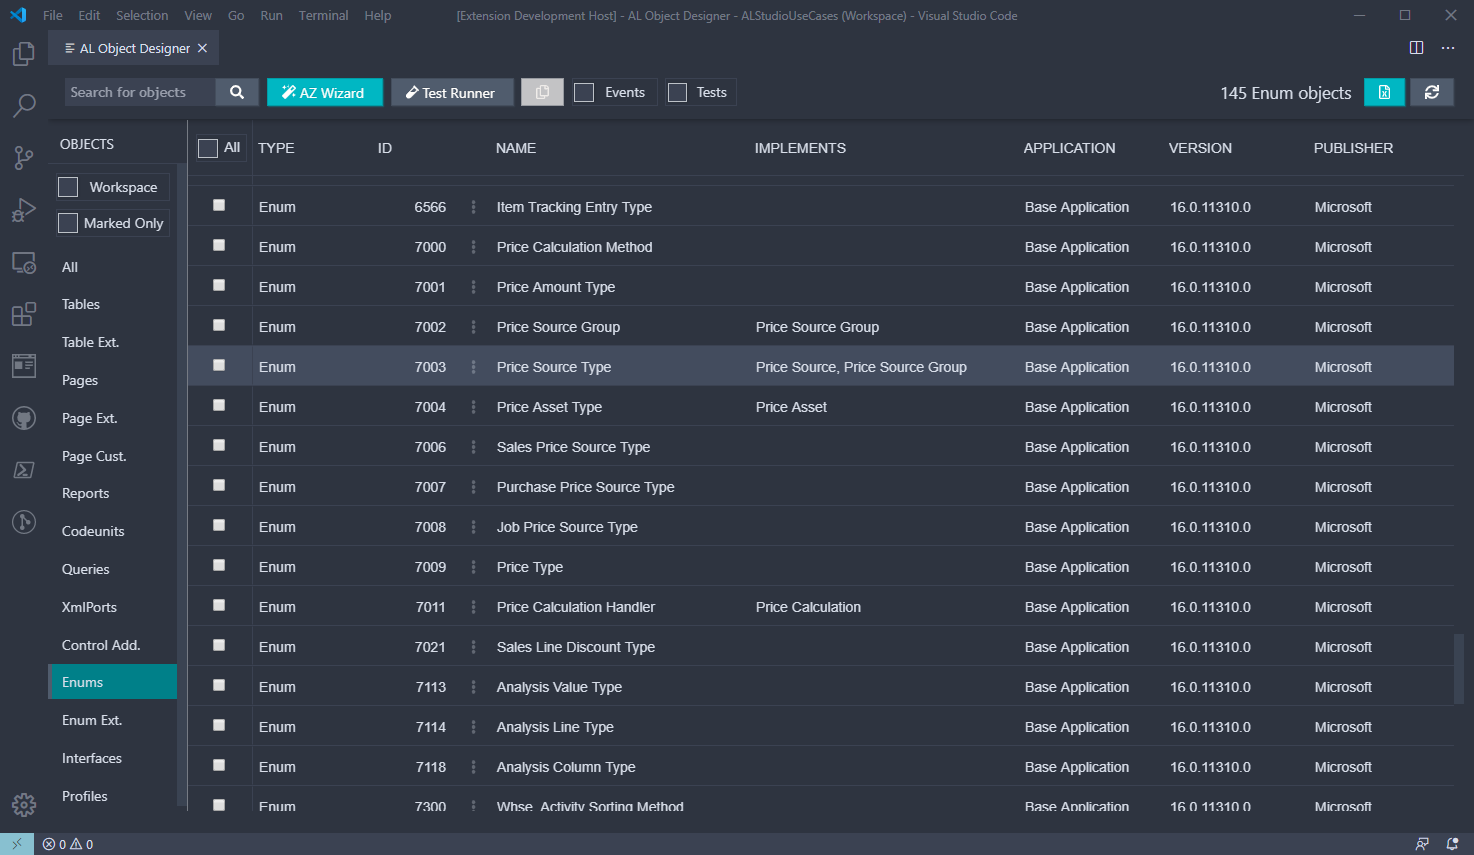 File Edit Selection View Go Run Terminal Help [Extension Development Host] - AL Object Designer - ALStudioUseCases (Workspace) - Visual Studio Code
AL Object Designer
Search for objects AZ Wizard Test Runner Events Tests 145 Enum objects
OBJECTS
Workspace
Marked Only
All
Tables
Table Ext.
Pages
Page Ext.
Page Cust.
Reports
Codeunits
Queries
XmlPorts
Control Add.
Enums
Enum Ext.
Interfaces
Profiles
All TYPE ID NAME IMPLEMENTS APPLICATION VERSION PUBLISHER
Enum 6566 Item Tracking Entry Type Base Application 16.0.11310.0 Microsoft
Enum 7000 Price Calculation Method Base Application 16.0.11310.0 Microsoft
Enum 7001 Price Amount Type Base Application 16.0.11310.0 Microsoft
Enum 7002 Price Source Group Price Source Group Base Application 16.0.11310.0 Microsoft
Enum 7003 Price Source Type Price Source, Price Source Group Base Application 16.0.11310.0 Microsoft
Enum 7004 Price Asset Type Price Asset Base Application 16.0.11310.0 Microsoft
Enum 7006 Sales Price Source Type Base Application 16.0.11310.0 Microsoft
Enum 7007 Purchase Price Source Type Base Application 16.0.11310.0 Microsoft
Enum 7008 Job Price Source Type Base Application 16.0.11310.0 Microsoft
Enum 7009 Price Type Base Application 16.0.11310.0 Microsoft
Enum 7011 Price Calculation Handler Price Calculation Base Application 16.0.11310.0 Microsoft
Enum 7021 Sales Line Discount Type Base Application 16.0.11310.0 Microsoft
Enum 7113 Analysis Value Type Base Application 16.0.11310.0 Microsoft
Enum 7114 Analysis Line Type Base Application 16.0.11310.0 Microsoft
Enum 7118 Analysis Column Type Base Application 16.0.11310.0 Microsoft
Enum 7300 Whse. Activity Sorting Method Base Application 16.0.11310.0 Microsoft
0 0